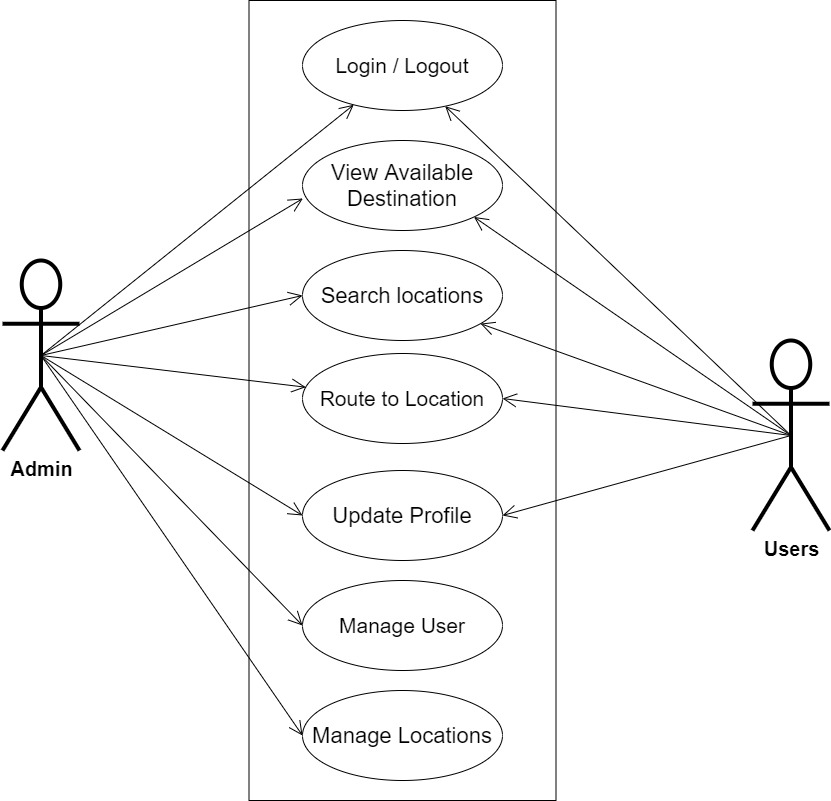 Login / Logout
View Available
Destination
Search locations
Route to Location
Admin
Update Profile
Users
Manage User
Manage Locations